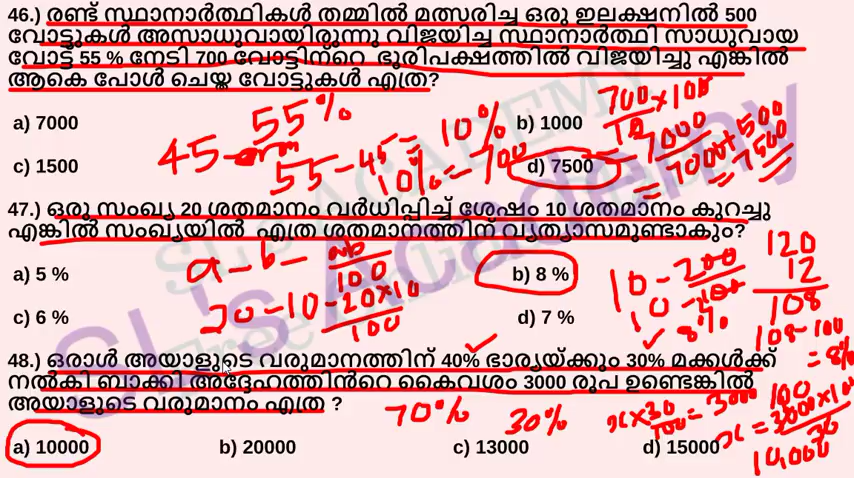 46.) രണ്ട് സ്ഥാനാർത്ഥികൾ തമ്മിൽ മത്സരിച്ച ഒരു ഇലക്ഷനിൽ 500
വോട്ടുകൾ അസാധുവായിരുന്നു വിജയിച്ച സ്ഥാനാർത്ഥി സാധുവായ
വോട്ട് 55 % നേടി 700 വോട്ടിന്റെ ഭൂരിപക്ഷത്തിൽ വിജയിച്ചു എങ്കിൽ
ആകെ പോൾ ചെയ്ത വോട്ടുകൾ എത്ര?
a) 7000
b) 1000
c) 1500
d) 7500
55%
45
55-45=10%
10%=700
700×100
10
=7000
=7000+500
=7500
47.) ഒരു സംഖ്യ 20 ശതമാനം വർധിപ്പിച്ച് ശേഷം 10 ശതമാനം കുറച്ചു
എങ്കിൽ സംഖ്യയിൽ എത്ര ശതമാനത്തിന് വ്യത്യാസമുണ്ടാകും?
a) 5 %
b) 8 %
c) 6 %
d) 7 %
a-b-ab
100
20-10-20×10
100
10-200
100
8%
120
12
108
108-100
=8%
48.) ഒരാൾ അയാളുടെ വരുമാനത്തിന് 40% ഭാര്യയ്ക്കും 30% മക്കൾക്ക്
നൽകി ബാക്കി അദ്ദേഹത്തിൻറെ കൈവശം 3000 രൂപ ഉണ്ടെങ്കിൽ
അയാളുടെ വരുമാനം എത്ര ?
70%
30%
x×30=3000
100
x=3000×100
30
10,000
a) 10000
b) 20000
c) 13000
d) 15000
SL's Academy